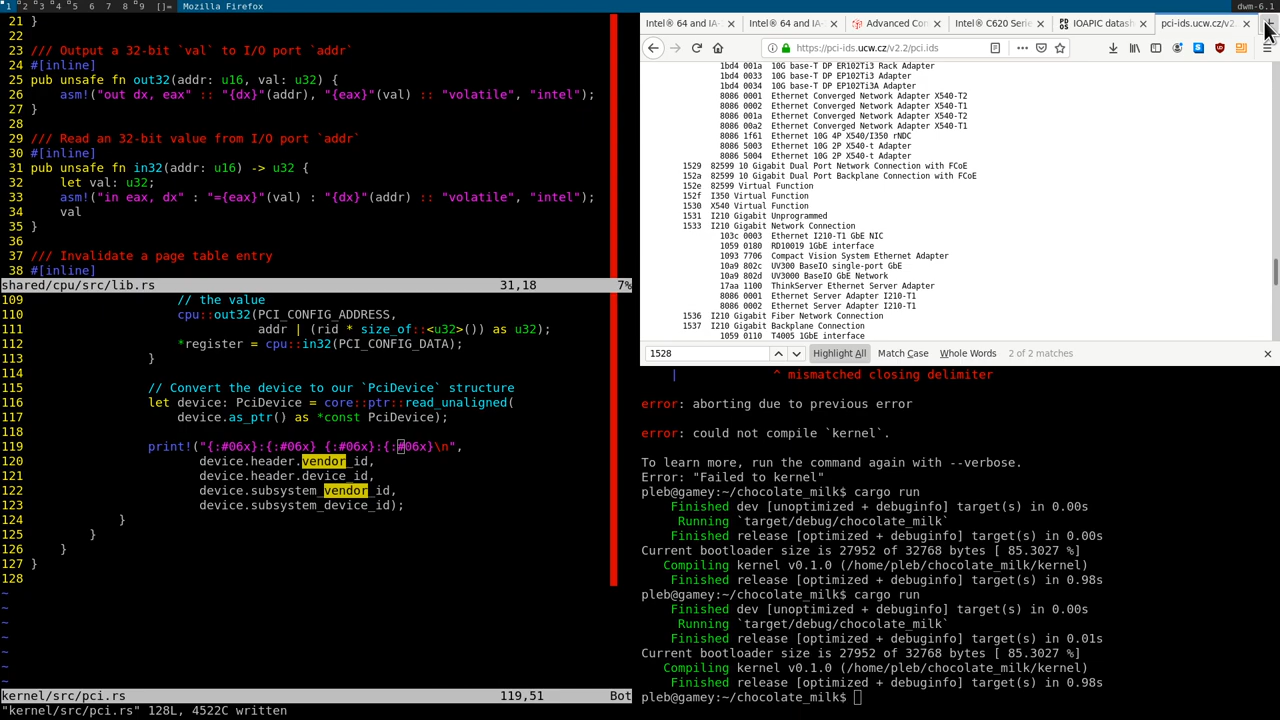 1 2 3 4 5 6 7 8 9 []= Mozilla Firefox dwm-6.1
21 }
22
23 /// Output a 32-bit `val` to I/O port `addr`
24 #[inline]
25 pub unsafe fn out32(addr: u16, val: u32) {
26     asm!("out dx, eax" :: "{dx}"(addr), "{eax}"(val) :: "volatile", "intel");
27 }
28
29 /// Read an 32-bit value from I/O port `addr`
30 #[inline]
31 pub unsafe fn in32(addr: u16) -> u32 {
32     let val: u32;
33     asm!("in eax, dx" : "={eax}"(val) : "{dx}"(addr) :: "volatile", "intel");
34     val
35 }
36
37 /// Invalidate a page table entry
38 #[inline]
shared/cpu/src/lib.rs 31,18 7%
109                     // the value
110                     cpu::out32(PCI_CONFIG_ADDRESS,
111                                addr | (rid * size_of::<u32>()) as u32);
112                     *register = cpu::in32(PCI_CONFIG_DATA);
113                 }
114
115                 // Convert the device to our `PciDevice` structure
116                 let device: PciDevice = core::ptr::read_unaligned(
117                     device.as_ptr() as *const PciDevice);
118
119                 print!("{:#06x}:{:#06x} {:#06x}:{:#06x}\n",
120                        device.header.vendor_id,
121                        device.header.device_id,
122                        device.subsystem_vendor_id,
123                        device.subsystem_device_id);
124             }
125         }
126     }
127 }
128
~
~
~
~
~
~
~
kernel/src/pci.rs 119,51 Bot
"kernel/src/pci.rs" 128L, 4522C written
Intel® 64 and IA- Intel® 64 and IA- Advanced Con Intel® C620 Serie IOAPIC datash pci-ids.ucw.cz/v2.
https://pci-ids.ucw.cz/v2.2/pci.ids
1bd4 001a  10G base-T DP ER102Ti3 Rack Adapter
1bd4 0033  10G base-T DP EP102Ti3 Adapter
1bd4 0034  10G base-T DP EP102Ti3A Adapter
8086 0001  Ethernet Converged Network Adapter X540-T2
8086 0002  Ethernet Converged Network Adapter X540-T1
8086 001a  Ethernet Converged Network Adapter X540-T2
8086 00a2  Ethernet Converged Network Adapter X540-T1
8086 1f61  Ethernet 10G 4P X540/I350 rNDC
8086 5003  Ethernet 10G 2P X540-t Adapter
8086 5004  Ethernet 10G 2P X540-t Adapter
1529  82599 10 Gigabit Dual Port Network Connection with FCoE
152a  82599 10 Gigabit Dual Port Backplane Connection with FCoE
152e  82599 Virtual Function
152f  I350 Virtual Function
1530  X540 Virtual Function
1531  I210 Gigabit Unprogrammed
1533  I210 Gigabit Network Connection
103c 0003  Ethernet I210-T1 GbE NIC
1059 0180  RD10019 1GbE interface
1093 7706  Compact Vision System Ethernet Adapter
10a9 802c  UV300 BaseIO single-port GbE
10a9 802d  UV3000 BaseIO GbE Network
17aa 1100  ThinkServer Ethernet Server Adapter
8086 0001  Ethernet Server Adapter I210-T1
8086 0002  Ethernet Server Adapter I210-T1
1536  I210 Gigabit Fiber Network Connection
1537  I210 Gigabit Backplane Connection
1059 0110  T4005 1GbE interface
1528 Highlight All Match Case Whole Words 2 of 2 matches
|            ^ mismatched closing delimiter
error: aborting due to previous error
error: could not compile `kernel`.
To learn more, run the command again with --verbose.
Error: "Failed to kernel"
pleb@gamey:~/chocolate_milk$ cargo run
Finished dev [unoptimized + debuginfo] target(s) in 0.00s
Running `target/debug/chocolate_milk`
Finished release [optimized + debuginfo] target(s) in 0.00s
Current bootloader size is 27952 of 32768 bytes [ 85.3027 %]
Compiling kernel v0.1.0 (/home/pleb/chocolate_milk/kernel)
Finished release [optimized + debuginfo] target(s) in 0.98s
pleb@gamey:~/chocolate_milk$ cargo run
Finished dev [unoptimized + debuginfo] target(s) in 0.00s
Running `target/debug/chocolate_milk`
Finished release [optimized + debuginfo] target(s) in 0.01s
Current bootloader size is 27952 of 32768 bytes [ 85.3027 %]
Compiling kernel v0.1.0 (/home/pleb/chocolate_milk/kernel)
Finished release [optimized + debuginfo] target(s) in 0.98s
pleb@gamey:~/chocolate_milk$